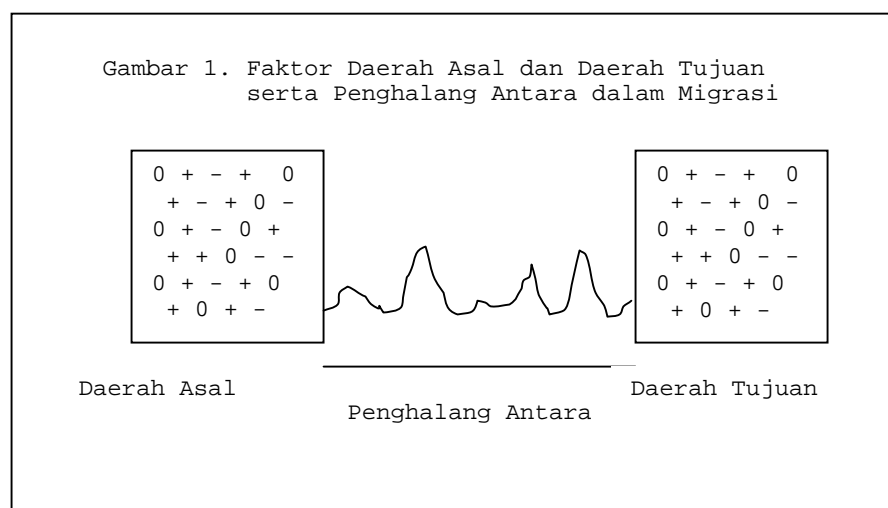 Gambar 1. Faktor Daerah Asal dan Daerah Tujuan
serta Penghalang Antara dalam Migrasi
0 + - + 0
+ - + 0 -
0 + - 0 +
+ + 0 - -
0 + - + 0
+ 0 + -
0 + - + 0
+ - + 0 -
0 + - 0 +
+ + 0 - -
0 + - + 0
+ 0 + -
Daerah Asal
Daerah Tujuan
Penghalang Antara